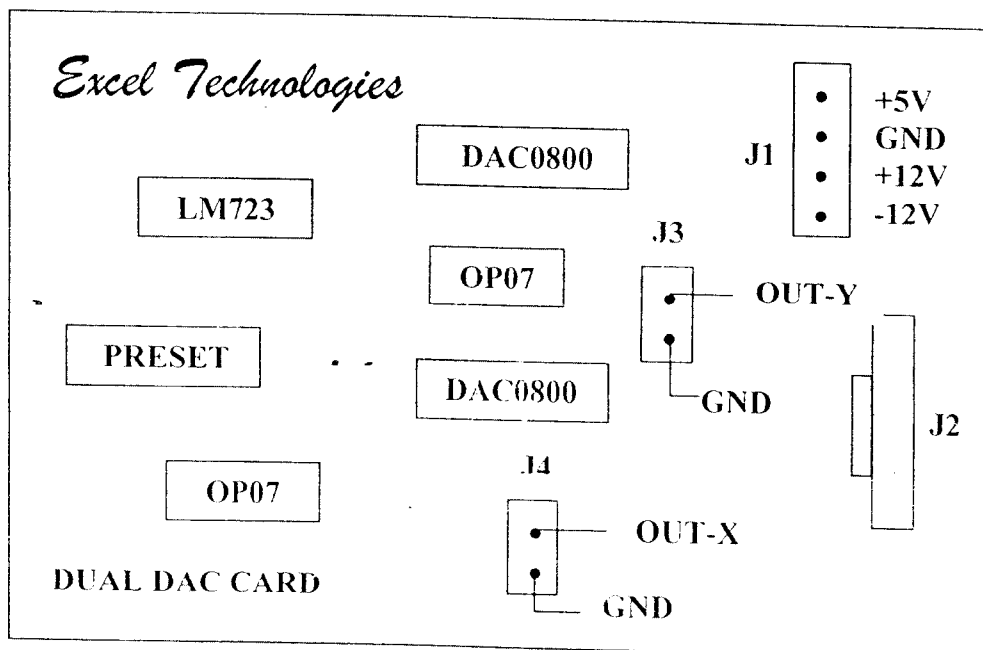 Excel Technologies
DAC0800
J1
+5V
GND
+12V
-12V
LM723
J3
OP07
OUT-Y
PRESET
DAC0800
GND
J2
J4
OP07
OUT-X
DUAL DAC CARD
GND